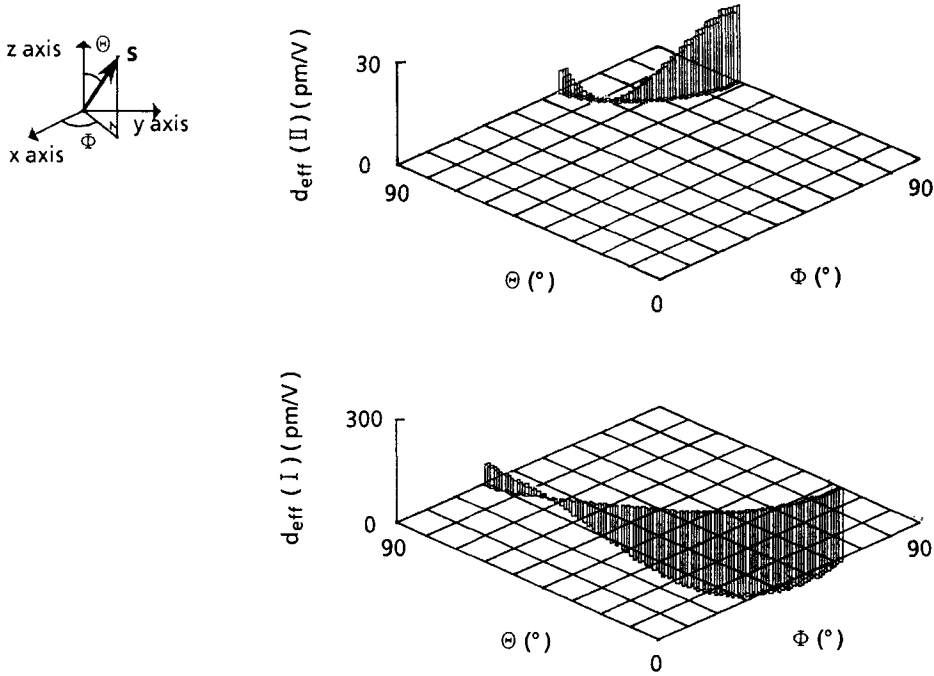 z axis
Θ
S
y axis
x axis
Φ
d_eff (Ⅱ) (pm/V)
30
0
90
90
Θ (°)
Φ (°)
0
d_eff (Ⅰ) (pm/V)
300
0
90
90
Θ (°)
Φ (°)
0